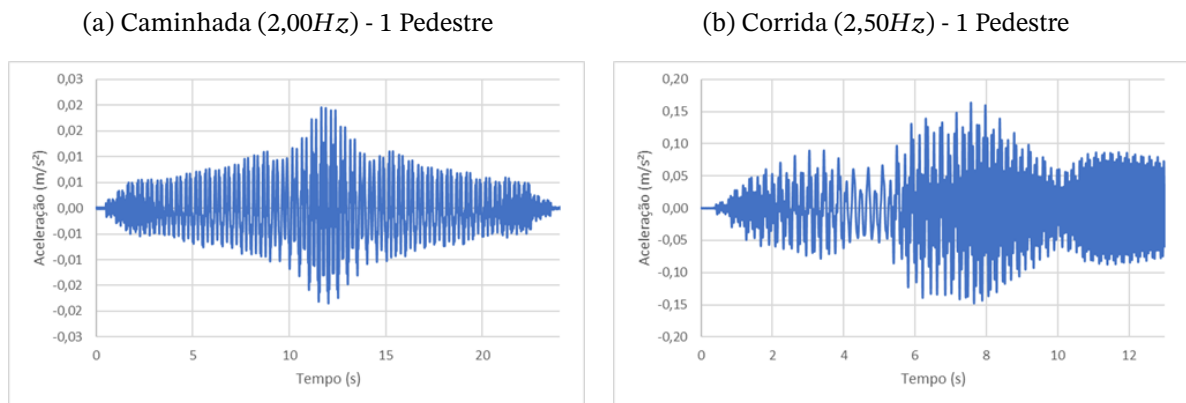 (a) Caminhada (2,00Hz) - 1 Pedestre
0,03
0,02
0,02
0,01
0,01
0,00
-0,01
-0,01
-0,02
-0,02
-0,03
Aceleração (m/s²)
0 5 10 15 20
Tempo (s)
(b) Corrida (2,50Hz) - 1 Pedestre
0,20
0,15
0,10
0,05
0,00
-0,05
-0,10
-0,15
-0,20
Aceleração (m/s²)
0 2 4 6 8 10 12
Tempo (s)